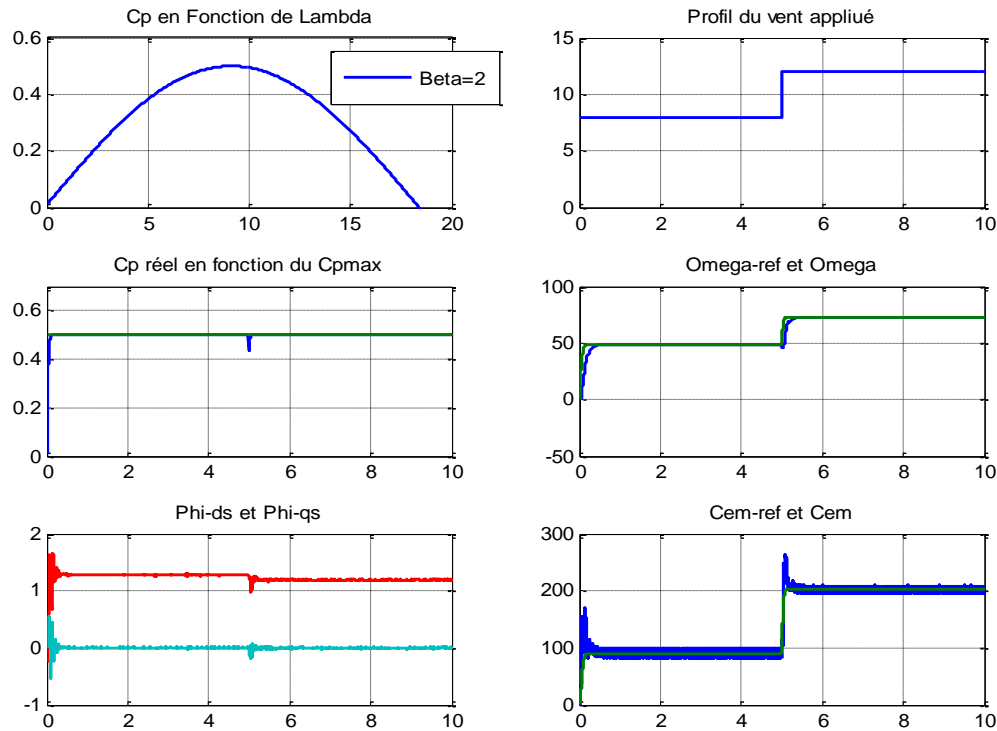 Cp en Fonction de Lambda
0.6
0.4
0.2
0
0 5 10 15 20
Beta=2
Profil du vent appliué
15
10
5
0
0 2 4 6 8 10
Cp réel en fonction du Cpmax
0.6
0.4
0.2
0
0 2 4 6 8 10
Omega-ref et Omega
100
50
0
-50
0 2 4 6 8 10
Phi-ds et Phi-qs
2
1
0
-1
0 2 4 6 8 10
Cem-ref et Cem
300
200
100
0
0 2 4 6 8 10